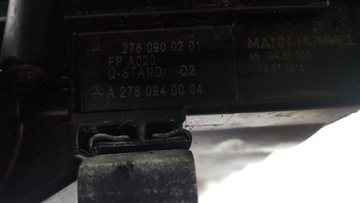 278 090 02 01
FP A020
Q-STAND: Q2
A 278 094 00 04
MANN+HUMMEL